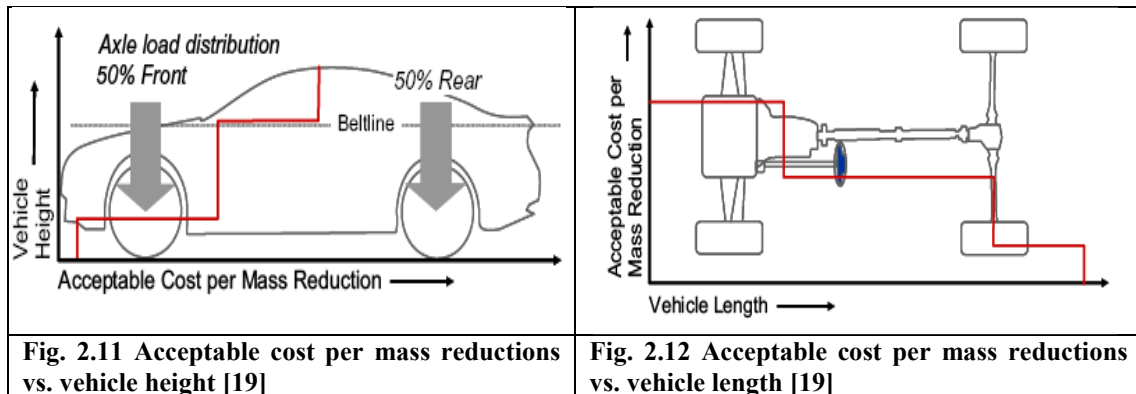 Axle load distribution
50% Front
50% Rear
Beltline
Vehicle
Height
Acceptable Cost per Mass Reduction
Fig. 2.11 Acceptable cost per mass reductions
vs. vehicle height [19]
Acceptable Cost per
Mass Reduction
Vehicle Length
Fig. 2.12 Acceptable cost per mass reductions
vs. vehicle length [19]